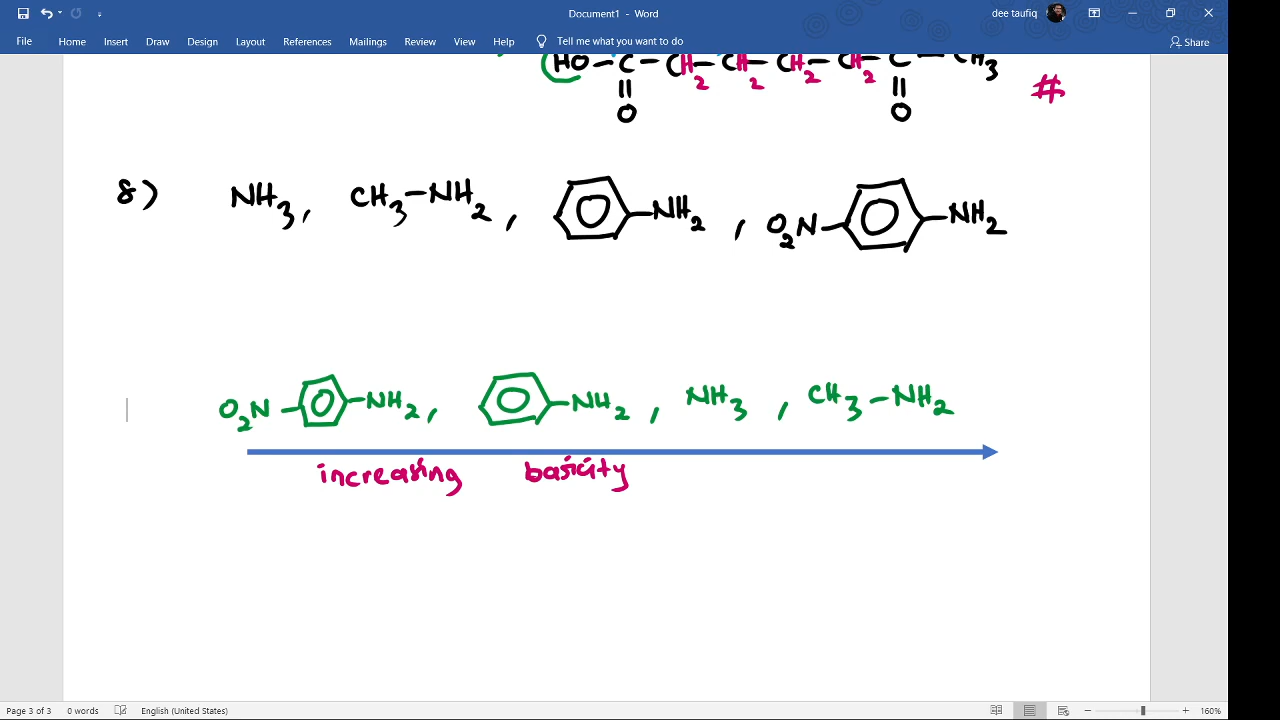 Document1 - Word
dee taufiq
File Home Insert Draw Design Layout References Mailings Review View Help Tell me what you want to do Share
HO - C - CH2 - CH2 - CH2 - CH2 - C - CH3 #
O O
8) NH3, CH3-NH2, -NH2, O2N- -NH2
O2N- -NH2, -NH2, NH3, CH3-NH2
increasing basicity
Page 3 of 3 0 words English (United States) 160%